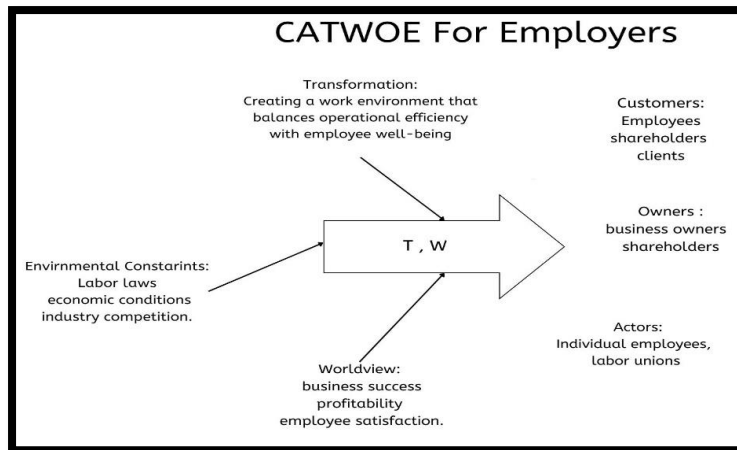 CATWOE For Employers
Transformation:
Creating a work environment that
balances operational efficiency
with employee well-being
Customers:
Employees
shareholders
clients
Owners :
business owners
shareholders
T , W
Envirnmental Constarints:
Labor laws
economic conditions
industry competition.
Actors:
Individual employees,
labor unions
Worldview:
business success
profitability
employee satisfaction.